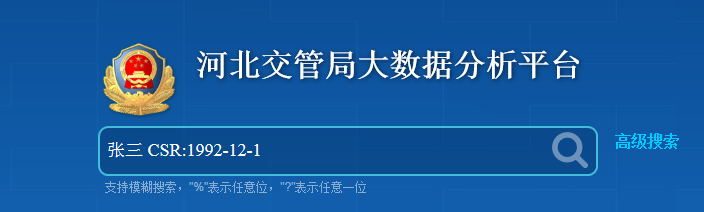 河北交管局大数据分析平台
张三 CSR:1992-12-1
高级搜索
支持模糊搜索，"%"表示任意位，"?"表示任意一位